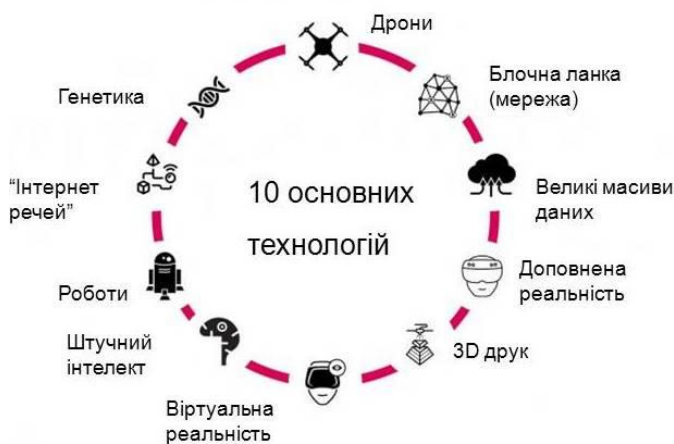 Дрони
Блочна ланка
(мережа)
Великі масиви
даних
Доповнена
реальність
3D друк
Віртуальна
реальність
Штучний
інтелект
Роботи
“Інтернет
речей”
Генетика
10 основних
технологій